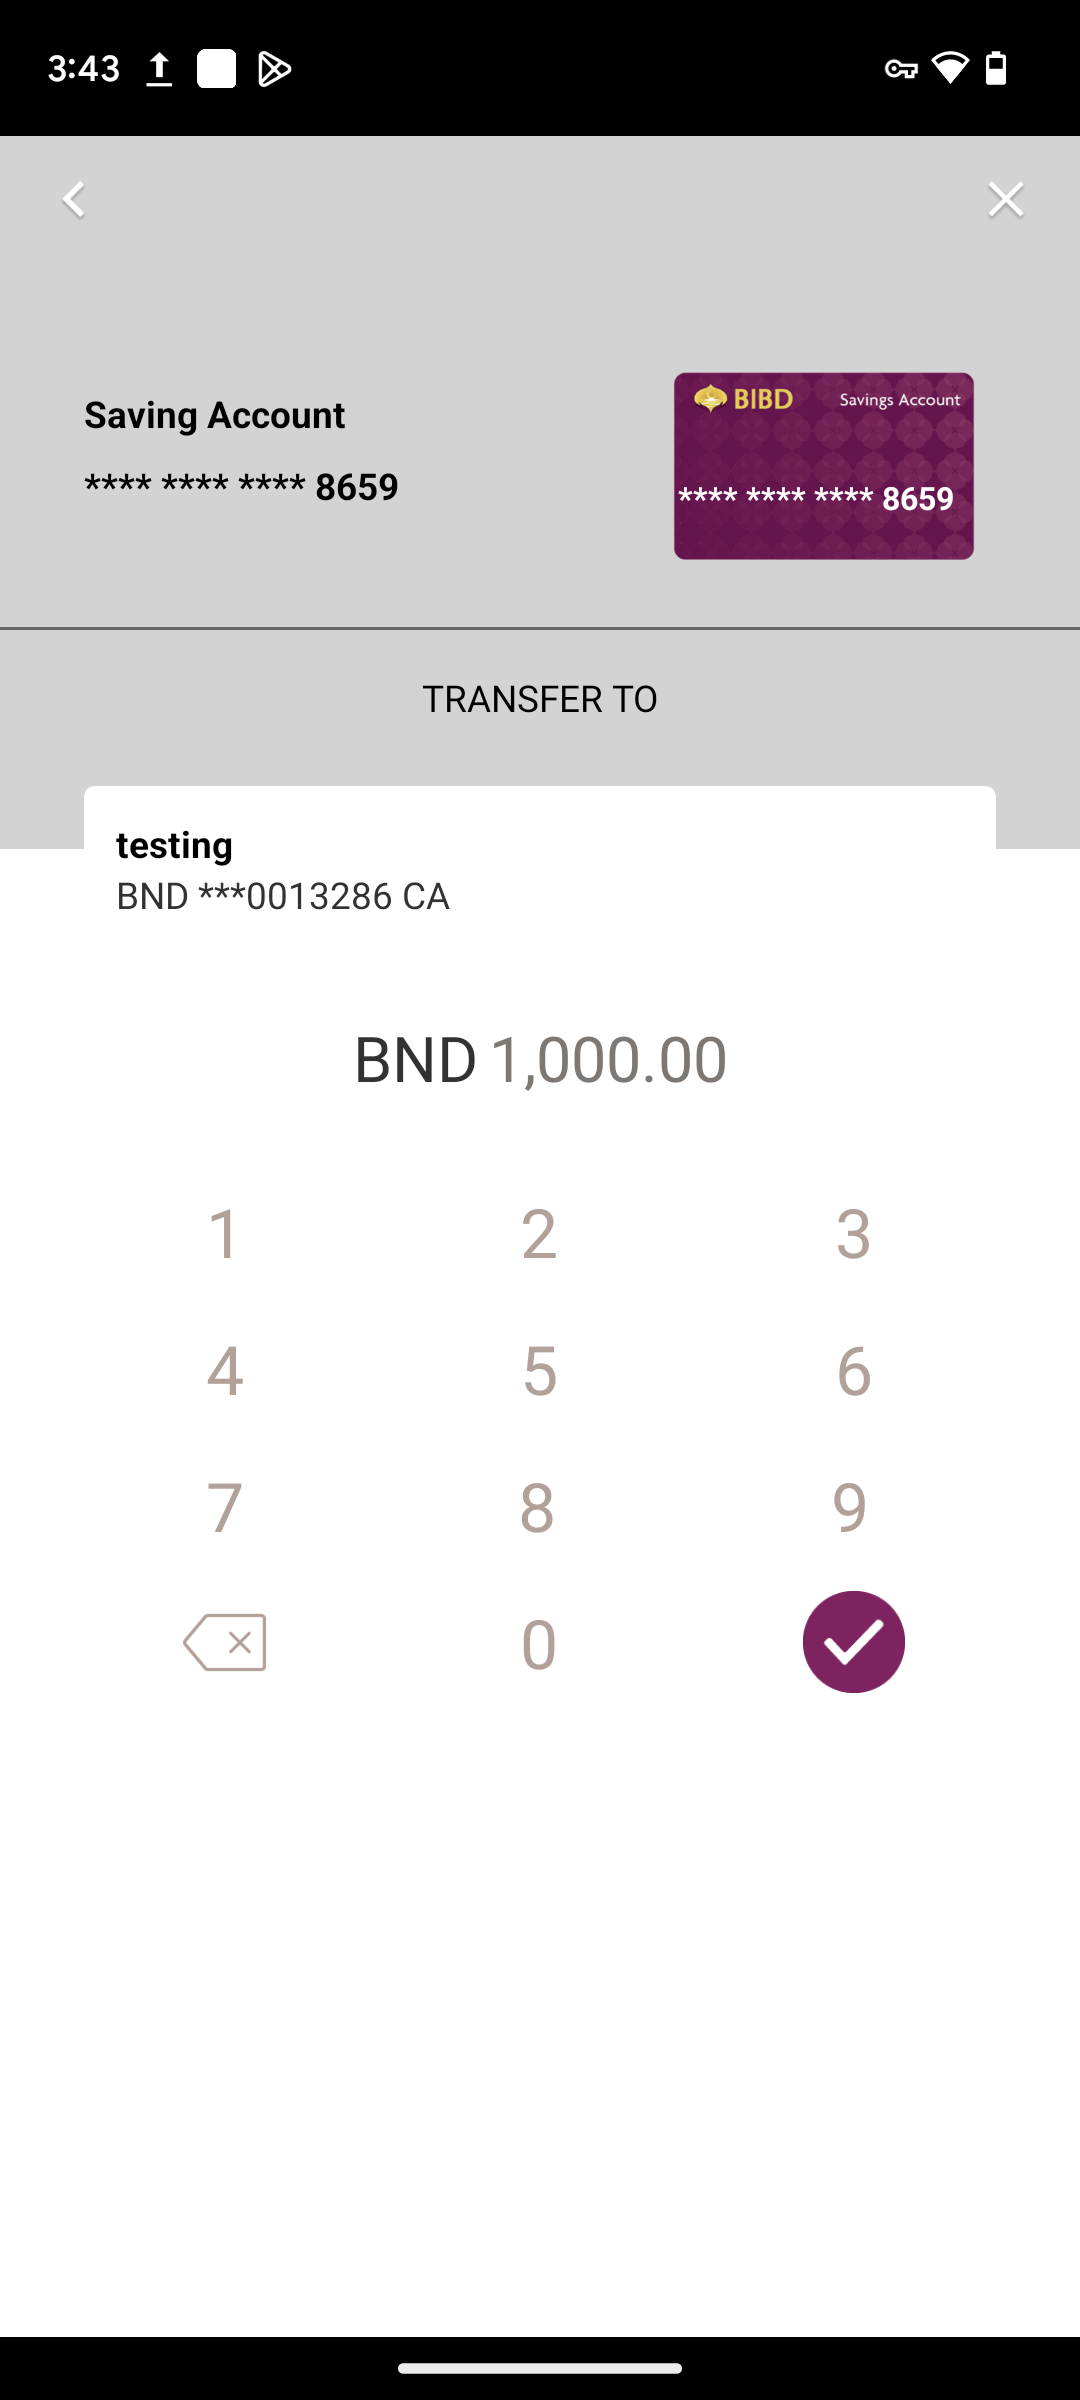 3:43
Saving Account
**** **** **** 8659
BIBD Savings Account
**** **** **** 8659
TRANSFER TO
testing
BND ***0013286 CA
BND 1,000.00
1 2 3
4 5 6
7 8 9
0